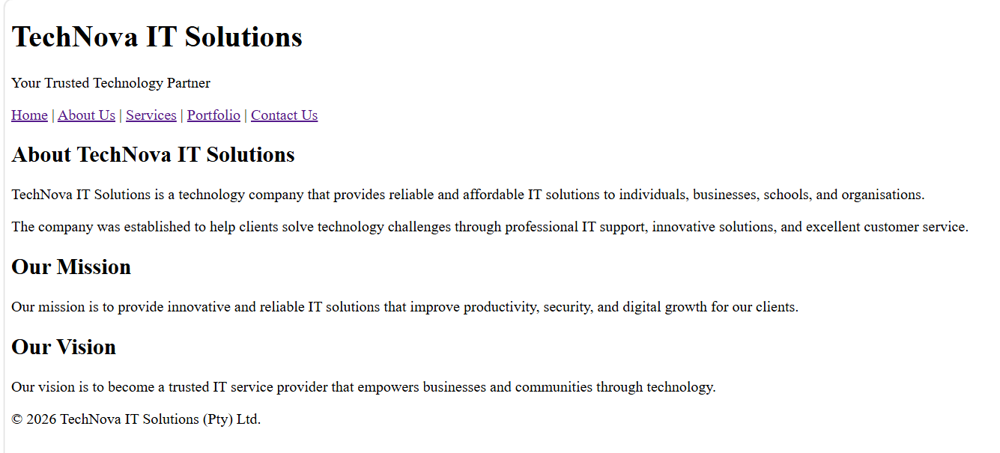 TechNova IT Solutions
Your Trusted Technology Partner
Home | About Us | Services | Portfolio | Contact Us
About TechNova IT Solutions
TechNova IT Solutions is a technology company that provides reliable and affordable IT solutions to individuals, businesses, schools, and organisations.
The company was established to help clients solve technology challenges through professional IT support, innovative solutions, and excellent customer service.
Our Mission
Our mission is to provide innovative and reliable IT solutions that improve productivity, security, and digital growth for our clients.
Our Vision
Our vision is to become a trusted IT service provider that empowers businesses and communities through technology.
© 2026 TechNova IT Solutions (Pty) Ltd.